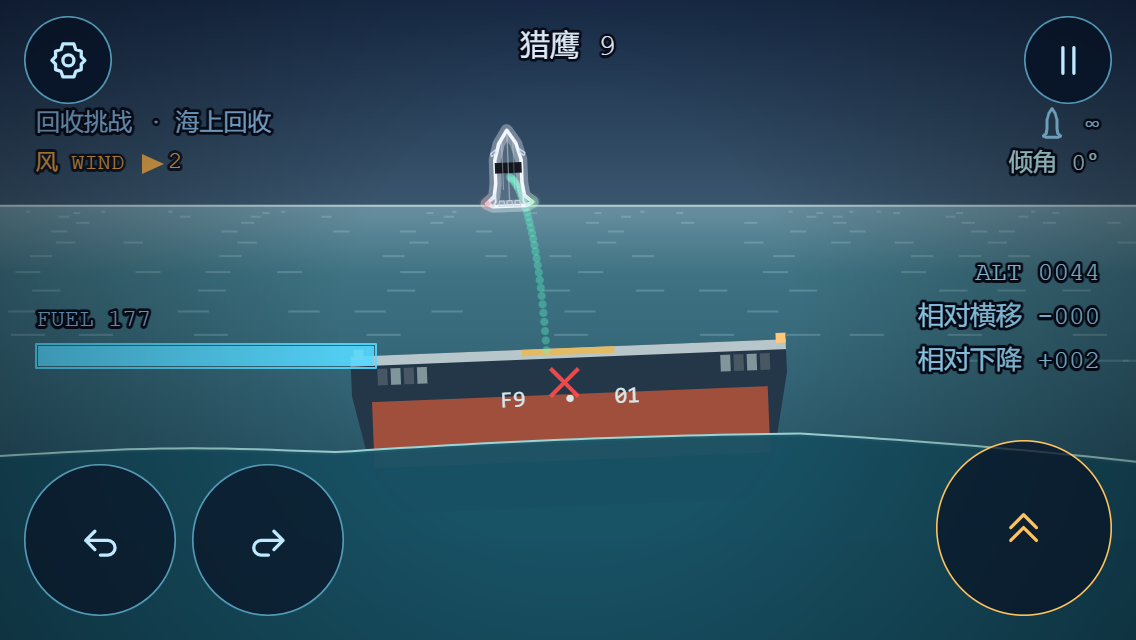 猎鹰 9
回收挑战 · 海上回收
∞
风 WIND ▶2
倾角 0°
ALT 0044
FUEL 177
相对横移 -000
相对下降 +002
F9 01